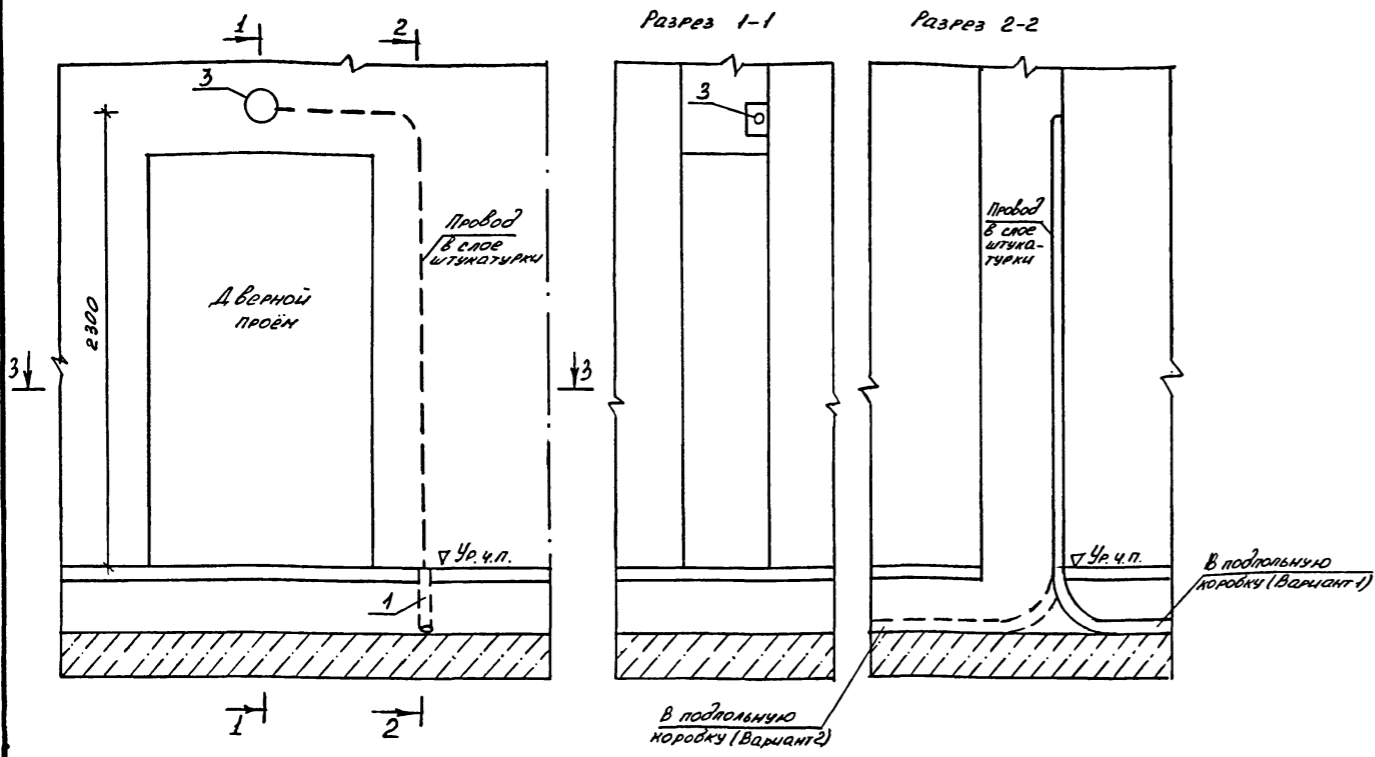 1
2
Разрез 1-1
Разрез 2-2
3
3
Провод
в слое
штукатурки
Провод
в слое
штука-
турки
Дверной
проём
2300
3
3
Ур.ч.п.
Ур.ч.п.
В подпольную
коробку (Вариант 1)
1
1
2
В подпольную
коробку (Вариант 2)